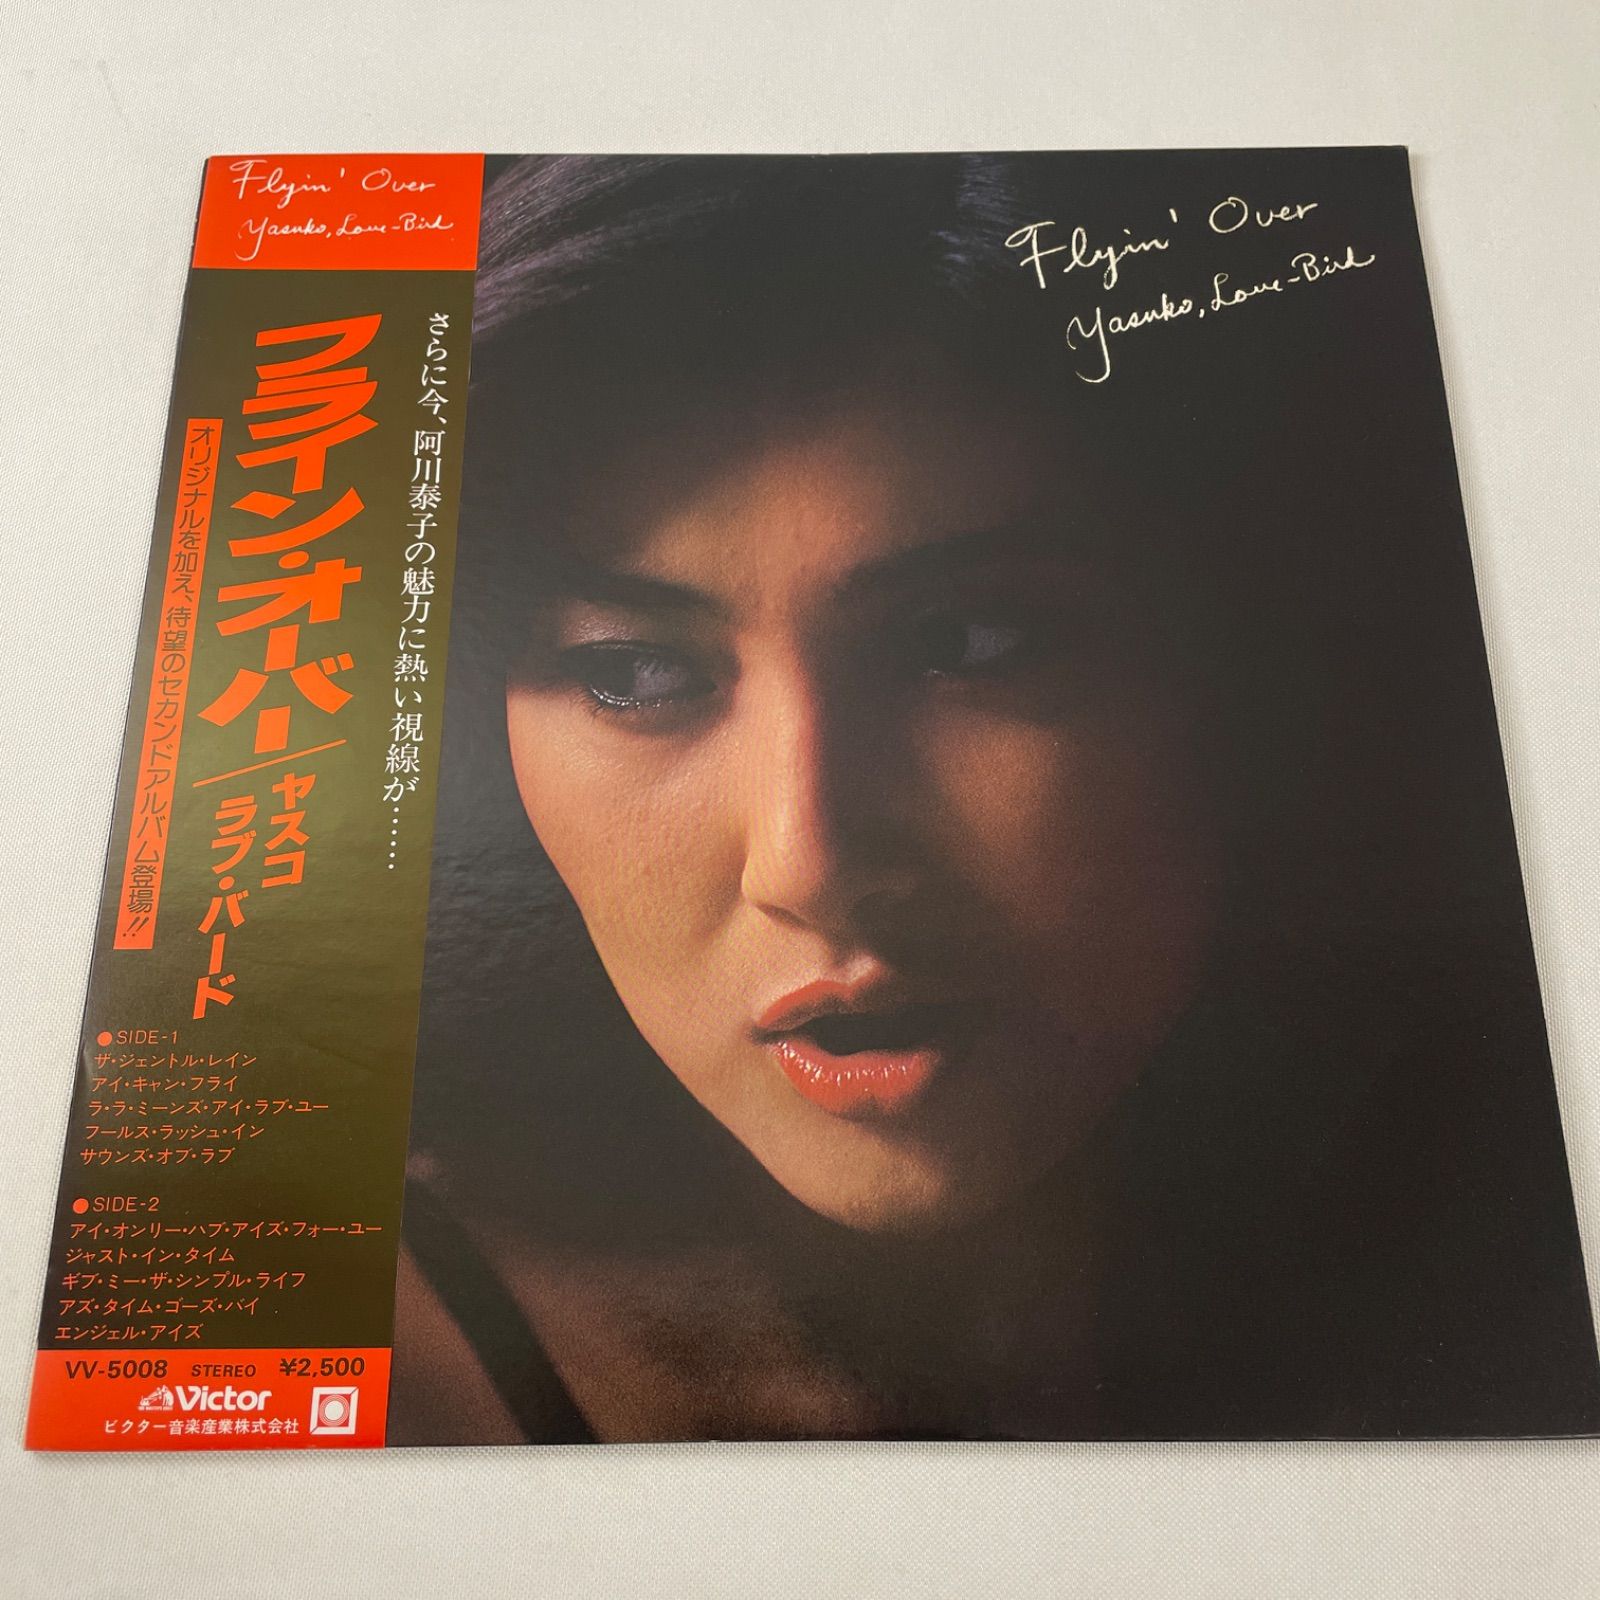 Flyin' Over
Yasuko, Love-Bird
さらに今、阿川泰子の魅力に熱い視線が……
フライン・オーバー／ヤスコ
ラブ・バード
オリジナルを加え、待望のセカンドアルバム登場!!
●SIDE-1
ザ・ジェントル・レイン
アイ・キャン・フライ
ラ・ラ・ミーンズ・アイ・ラブ・ユー
フールス・ラッシュ・イン
サウンズ・オブ・ラブ
●SIDE-2
アイ・オンリー・ハブ・アイズ・フォー・ユー
ジャスト・イン・タイム
ギブ・ミー・ザ・シンプル・ライフ
アズ・タイム・ゴーズ・バイ
エンジェル・アイズ
VV-5008 STEREO ¥2,500
Victor
ビクター音楽産業株式会社
Flyin' Over
Yasuko, Love-Bird